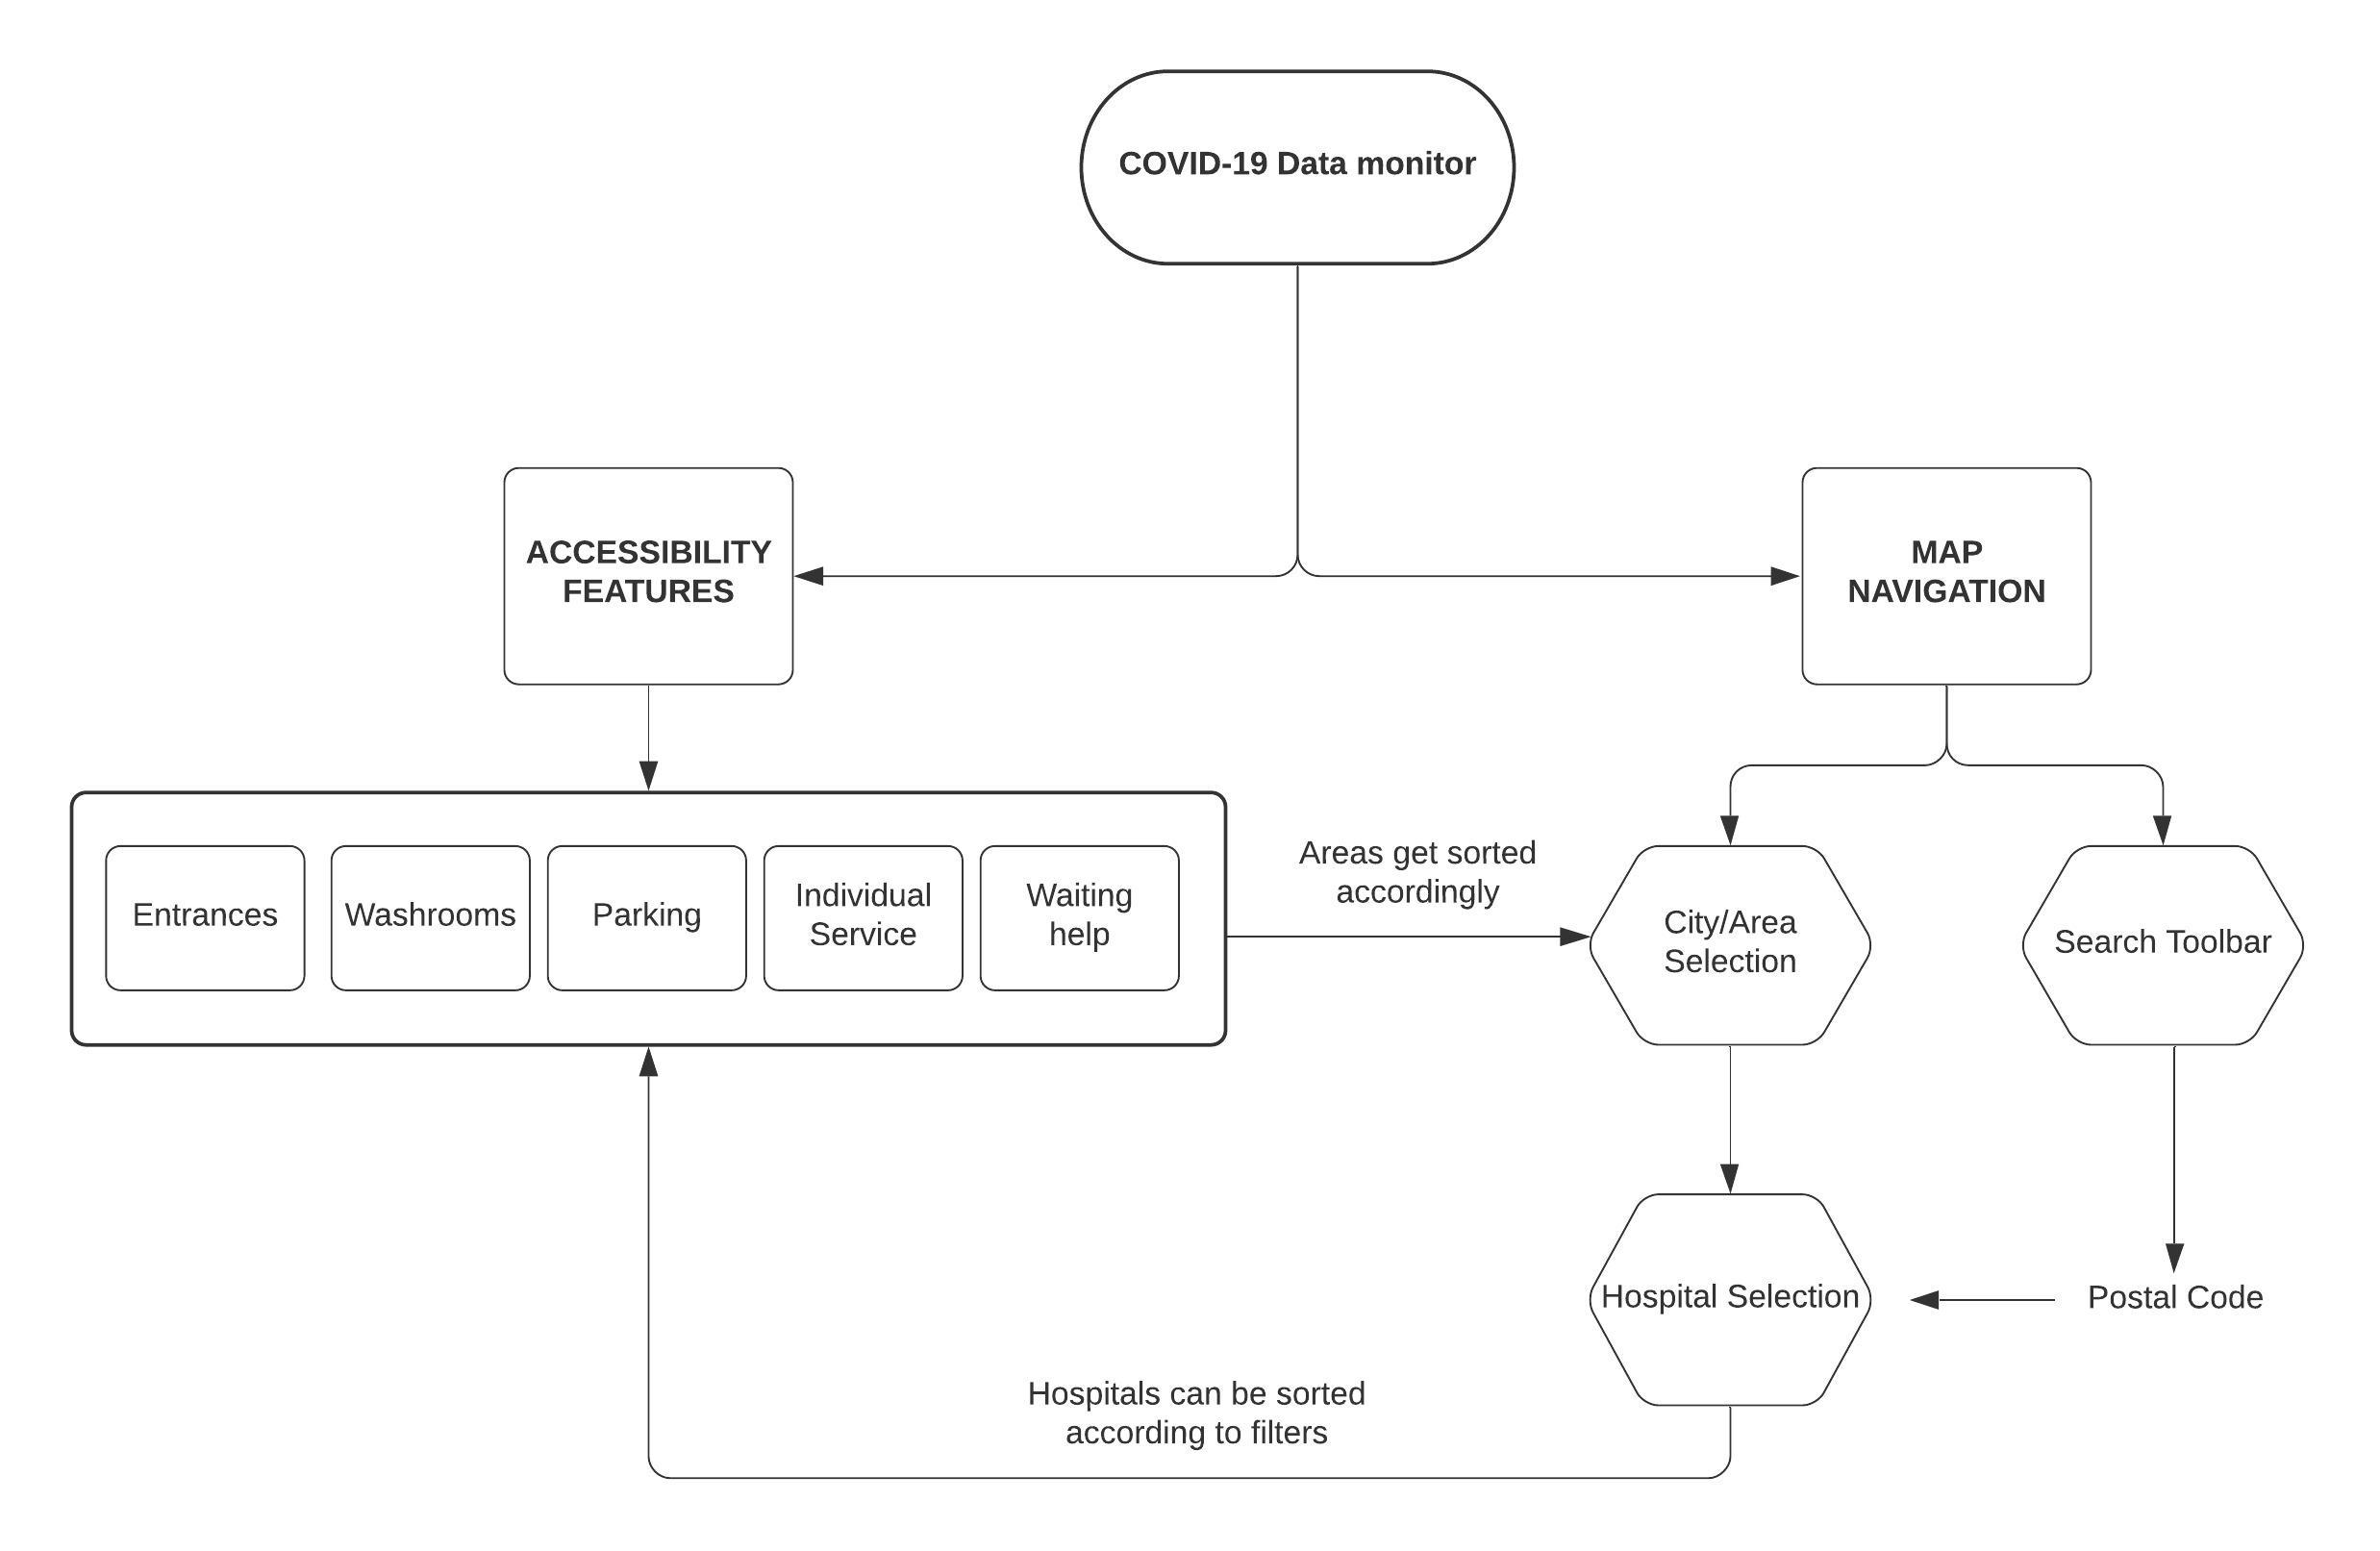 COVID-19 Data monitor
ACCESSIBILITY
FEATURES
MAP
NAVIGATION
Entrances
Washrooms
Parking
Individual
Service
Waiting
help
Areas get sorted
accordingly
City/Area
Selection
Search Toolbar
Hospital Selection
Postal Code
Hospitals can be sorted
according to filters